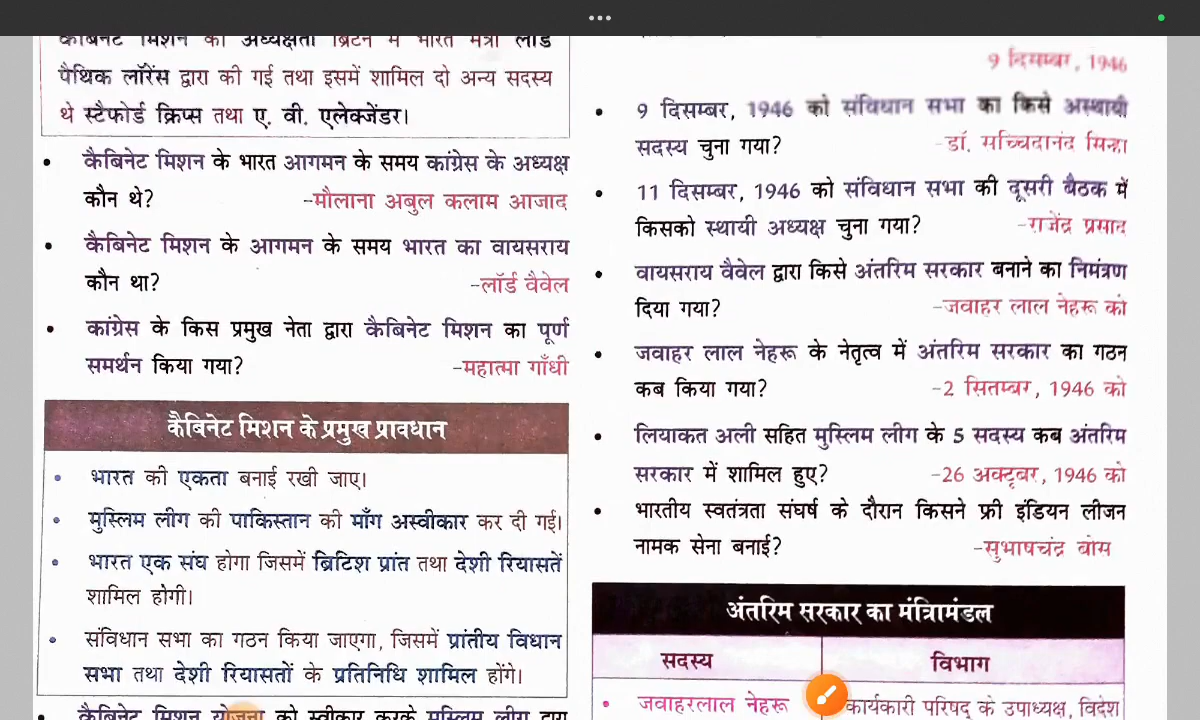 कैबिनेट मिशन की अध्यक्षता ब्रिटेन में भारत मंत्री लॉर्ड
पैथिक लॉरेंस द्वारा की गई तथा इसमें शामिल दो अन्य सदस्य
थे स्टैफोर्ड क्रिप्स तथा ए. वी. एलेक्जेंडर।
• कैबिनेट मिशन के भारत आगमन के समय कांग्रेस के अध्यक्ष
कौन थे? -मौलाना अबुल कलाम आजाद
• कैबिनेट मिशन के आगमन के समय भारत का वायसराय
कौन था? -लॉर्ड वैवेल
• कांग्रेस के किस प्रमुख नेता द्वारा कैबिनेट मिशन का पूर्ण
समर्थन किया गया? -महात्मा गाँधी
कैबिनेट मिशन के प्रमुख प्रावधान
• भारत की एकता बनाई रखी जाए।
• मुस्लिम लीग की पाकिस्तान की माँग अस्वीकार कर दी गई।
• भारत एक संघ होगा जिसमें ब्रिटिश प्रांत तथा देशी रियासतें
शामिल होगी।
• संविधान सभा का गठन किया जाएगा, जिसमें प्रांतीय विधान
सभा तथा देशी रियासतों के प्रतिनिधि शामिल होंगे।
• कैबिनेट मिशन योजना को स्वीकार करके मुस्लिम लीग द्वारा
9 दिसम्बर, 1946
• 9 दिसम्बर, 1946 को संविधान सभा का किसे अस्थायी
सदस्य चुना गया? -डॉ. सच्चिदानंद सिन्हा
• 11 दिसम्बर, 1946 को संविधान सभा की दूसरी बैठक में
किसको स्थायी अध्यक्ष चुना गया? -राजेंद्र प्रसाद
• वायसराय वैवेल द्वारा किसे अंतरिम सरकार बनाने का निमंत्रण
दिया गया? -जवाहर लाल नेहरू को
• जवाहर लाल नेहरू के नेतृत्व में अंतरिम सरकार का गठन
कब किया गया? -2 सितम्बर, 1946 को
• लियाकत अली सहित मुस्लिम लीग के 5 सदस्य कब अंतरिम
सरकार में शामिल हुए? -26 अक्टूबर, 1946 को
• भारतीय स्वतंत्रता संघर्ष के दौरान किसने फ्री इंडियन लीजन
नामक सेना बनाई? -सुभाषचंद्र बोस
अंतरिम सरकार का मंत्रिामंडल
सदस्य विभाग
• जवाहरलाल नेहरू कार्यकारी परिषद् के उपाध्यक्ष, विदेश